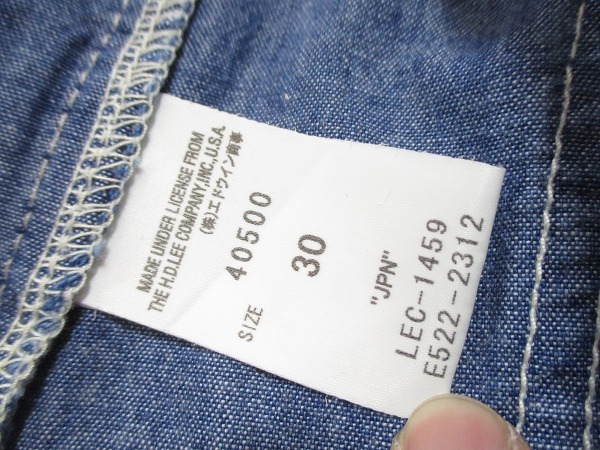 MADE UNDER LICENSE FROM
THE H.D.LEE COMPANY,INC.,U.S.A.
(株)エドウィン商事
40500
SIZE 30
"JPN"
LEC-1459
E522-2312